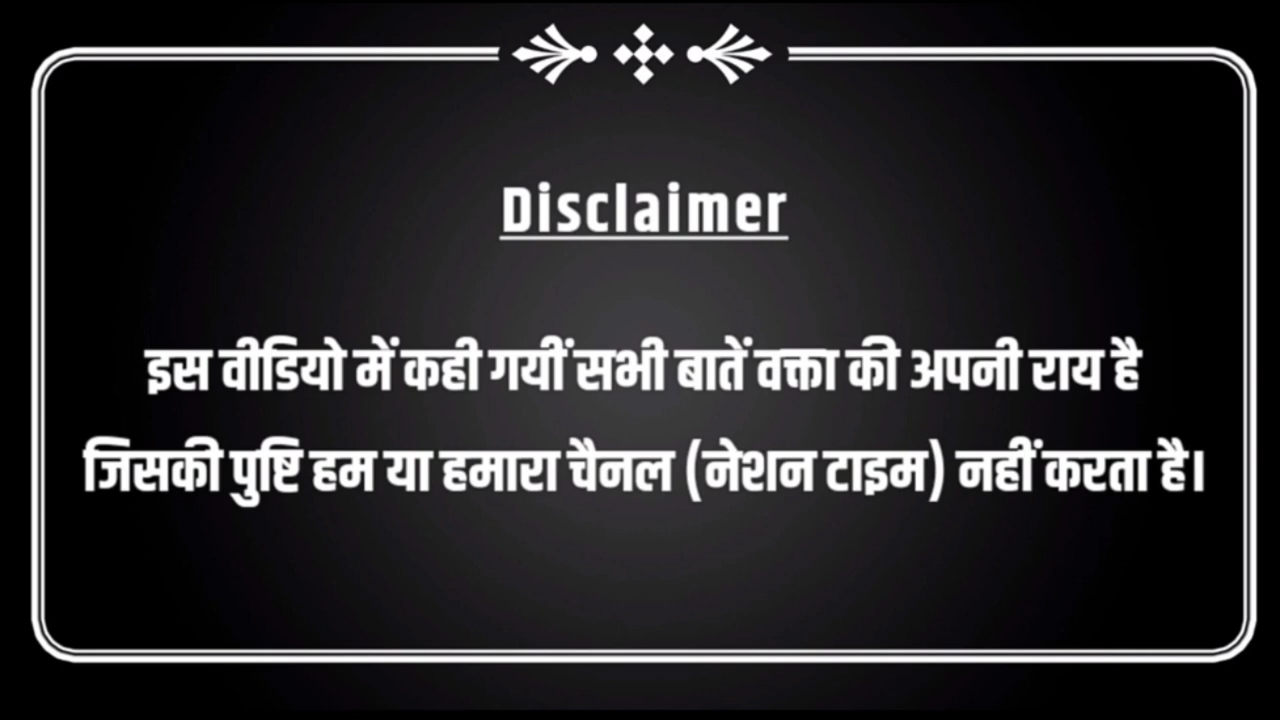 Disclaimer
इस वीडियो में कही गयीं सभी बातें वक्ता की अपनी राय है
जिसकी पुष्टि हम या हमारा चैनल (नेशन टाइम) नहीं करता है।